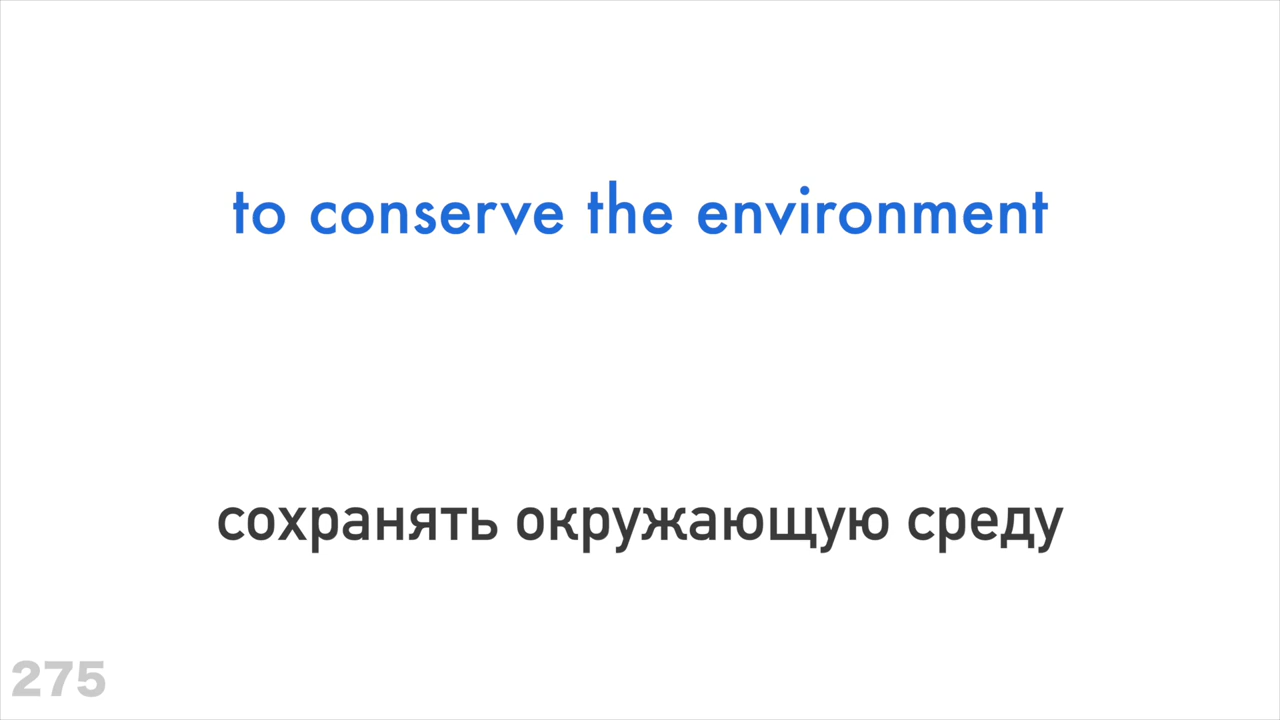 to conserve the environment
сохранять окружающую среду
275